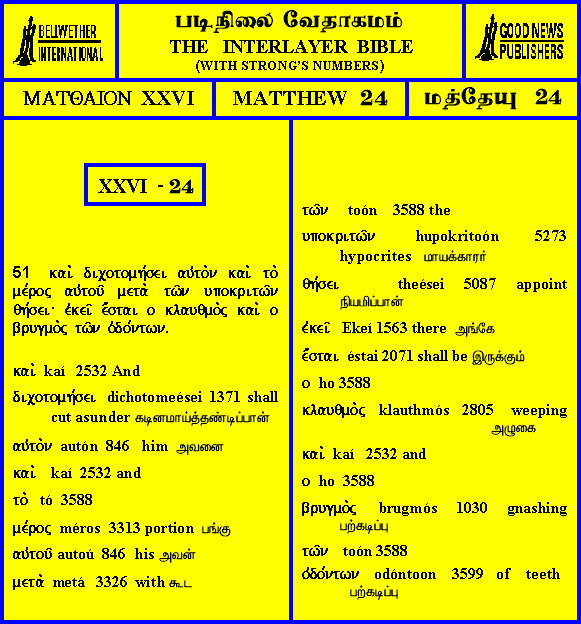 BELLWETHER
INTERNATIONAL
படிநிலை வேதாகமம்
THE INTERLAYER BIBLE
(WITH STRONG'S NUMBERS)
GOOD NEWS
PUBLISHERS
ΜΑΤΘΑΙΟΝ XXVI
MATTHEW 24
மத்தேயு 24
XXVI - 24
51 καὶ διχοτομήσει αὐτὸν καὶ τὸ
μέρος αὐτοῦ μετὰ τῶν υποκριτῶν
θήσει· ἐκεῖ ἔσται ο κλαυθμὸς καὶ ο
βρυγμὸς τῶν ὀδόντων.
καὶ kaí 2532 And
διχοτομήσει dichotomeései 1371 shall
cut asunder கடினமாய்த்தண்டிப்பான்
αὐτὸν autón 846 him அவனை
καὶ kaí 2532 and
τὸ tó 3588
μέρος méros 3313 portion பங்கு
αὐτοῦ autoú 846 his அவன்
μετὰ metá 3326 with கூட
τῶν toón 3588 the
υποκριτῶν hupokritoón 5273
hypocrites மாயக்காரர்
θήσει theései 5087 appoint
நியமிப்பான்
ἐκεῖ Ekeí 1563 there அங்கே
ἔσται éstai 2071 shall be இருக்கும்
ο ho 3588
κλαυθμὸς klauthmós 2805 weeping
அழுகை
καὶ kaí 2532 and
ο ho 3588
βρυγμὸς brugmós 1030 gnashing
பற்கடிப்பு
τῶν toón 3588
ὀδόντων odóntoon 3599 of teeth
பற்கடிப்பு